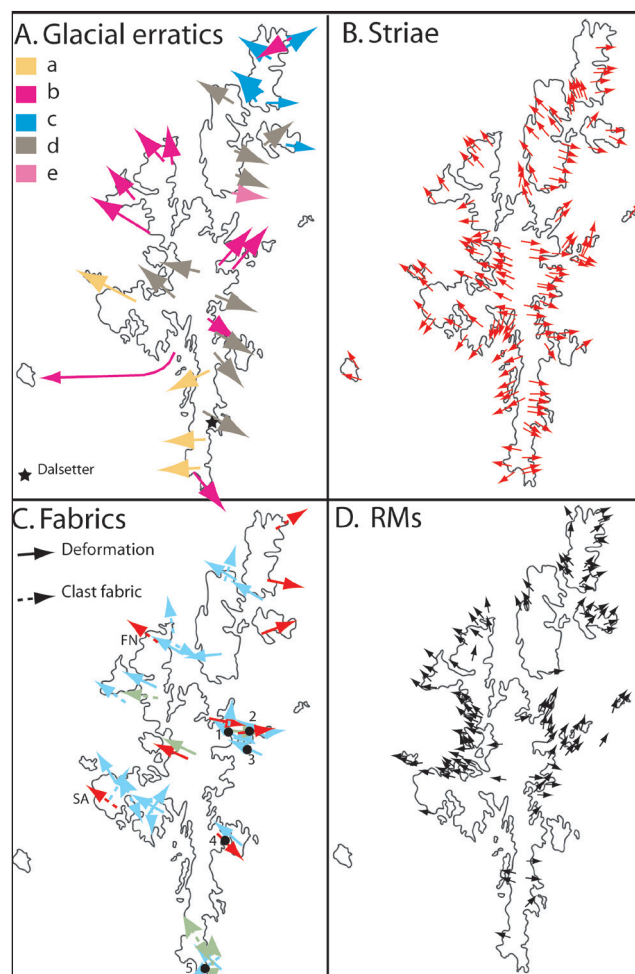 A. Glacial erratics
a
b
c
d
e
Dalsetter
B. Striae
C. Fabrics
Deformation
Clast fabric
FN
1
2
3
SA
4
5
D. RMs